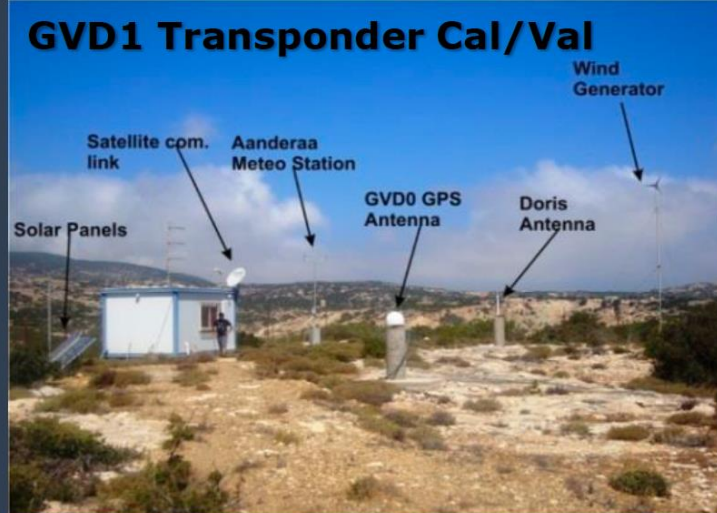 GVD1 Transponder Cal/Val
Wind
Generator
Satellite com.
link
Aanderaa
Meteo Station
GVD0 GPS
Antenna
Doris
Antenna
Solar Panels